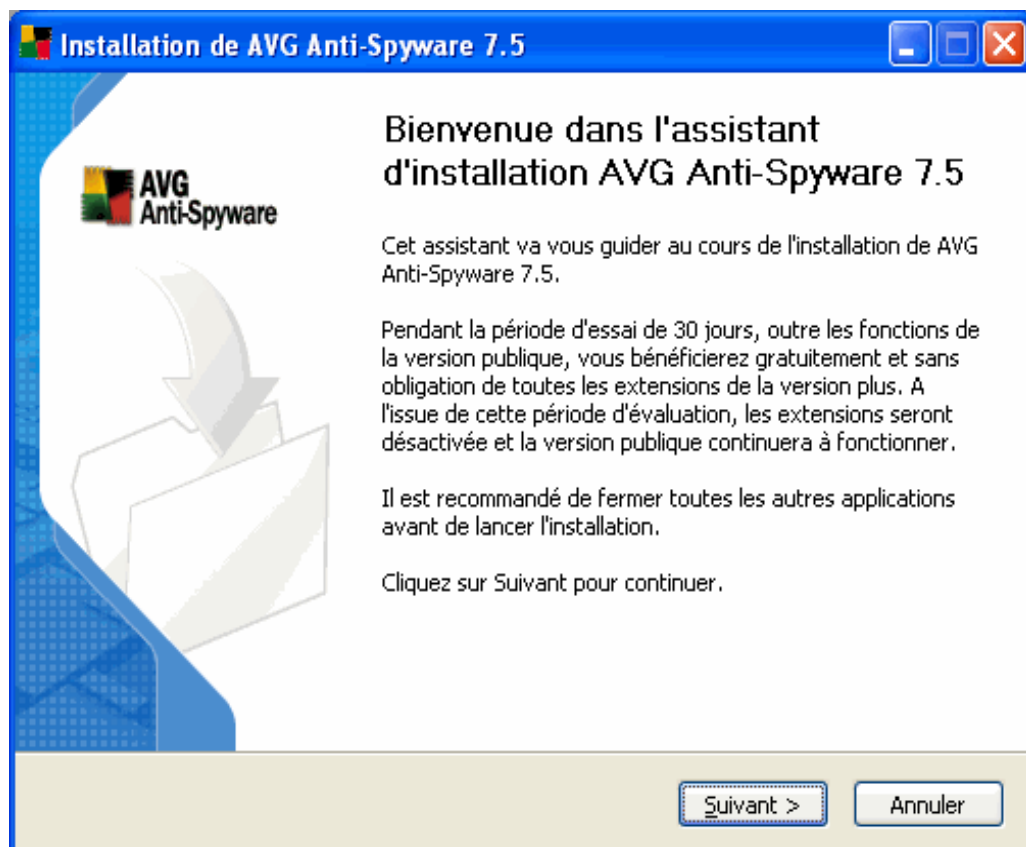 Installation de AVG Anti-Spyware 7.5
AVG
Anti-Spyware
Bienvenue dans l'assistant
d'installation AVG Anti-Spyware 7.5
Cet assistant va vous guider au cours de l'installation de AVG
Anti-Spyware 7.5.
Pendant la période d'essai de 30 jours, outre les fonctions de
la version publique, vous bénéficierez gratuitement et sans
obligation de toutes les extensions de la version plus. A
l'issue de cette période d'évaluation, les extensions seront
désactivée et la version publique continuera à fonctionner.
Il est recommandé de fermer toutes les autres applications
avant de lancer l'installation.
Cliquez sur Suivant pour continuer.
Suivant >
Annuler